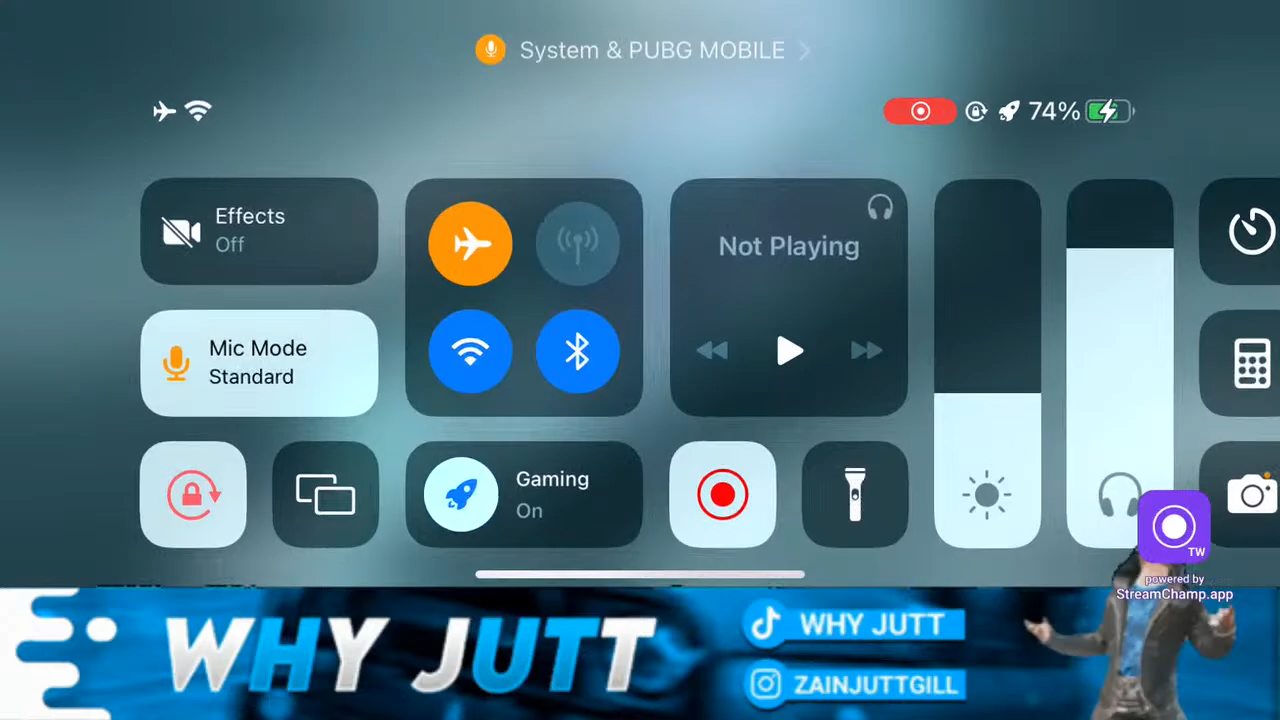 System & PUBG MOBILE
74%
Effects
Off
Not Playing
Mic Mode
Standard
Gaming
On
TW
powered by
StreamChamp.app
WHY JUTT
WHY JUTT
ZAINJUTTGILL